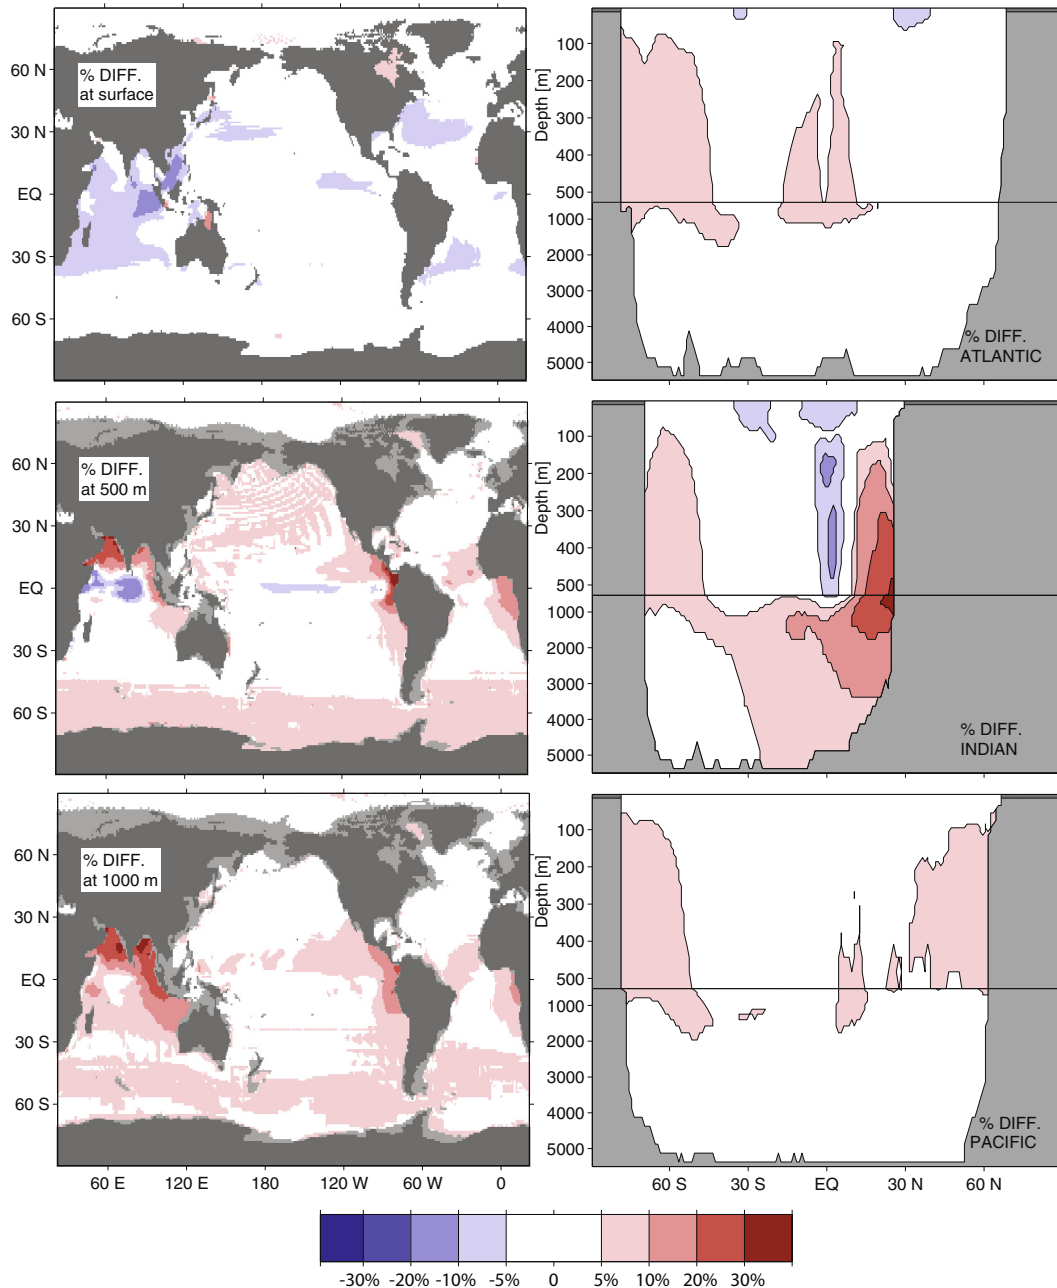 % DIFF.
at surface
60 N
30 N
EQ
30 S
60 S
Depth [m]
100
200
300
400
500
1000
2000
3000
4000
5000
% DIFF.
ATLANTIC
% DIFF.
at 500 m
60 N
30 N
EQ
30 S
60 S
Depth [m]
100
200
300
400
500
1000
2000
3000
4000
5000
% DIFF.
INDIAN
% DIFF.
at 1000 m
60 N
30 N
EQ
30 S
60 S
60 E 120 E 180 120 W 60 W 0
Depth [m]
100
200
300
400
500
1000
2000
3000
4000
5000
% DIFF.
PACIFIC
60 S 30 S EQ 30 N 60 N
-30% -20% -10% -5% 0 5% 10% 20% 30%